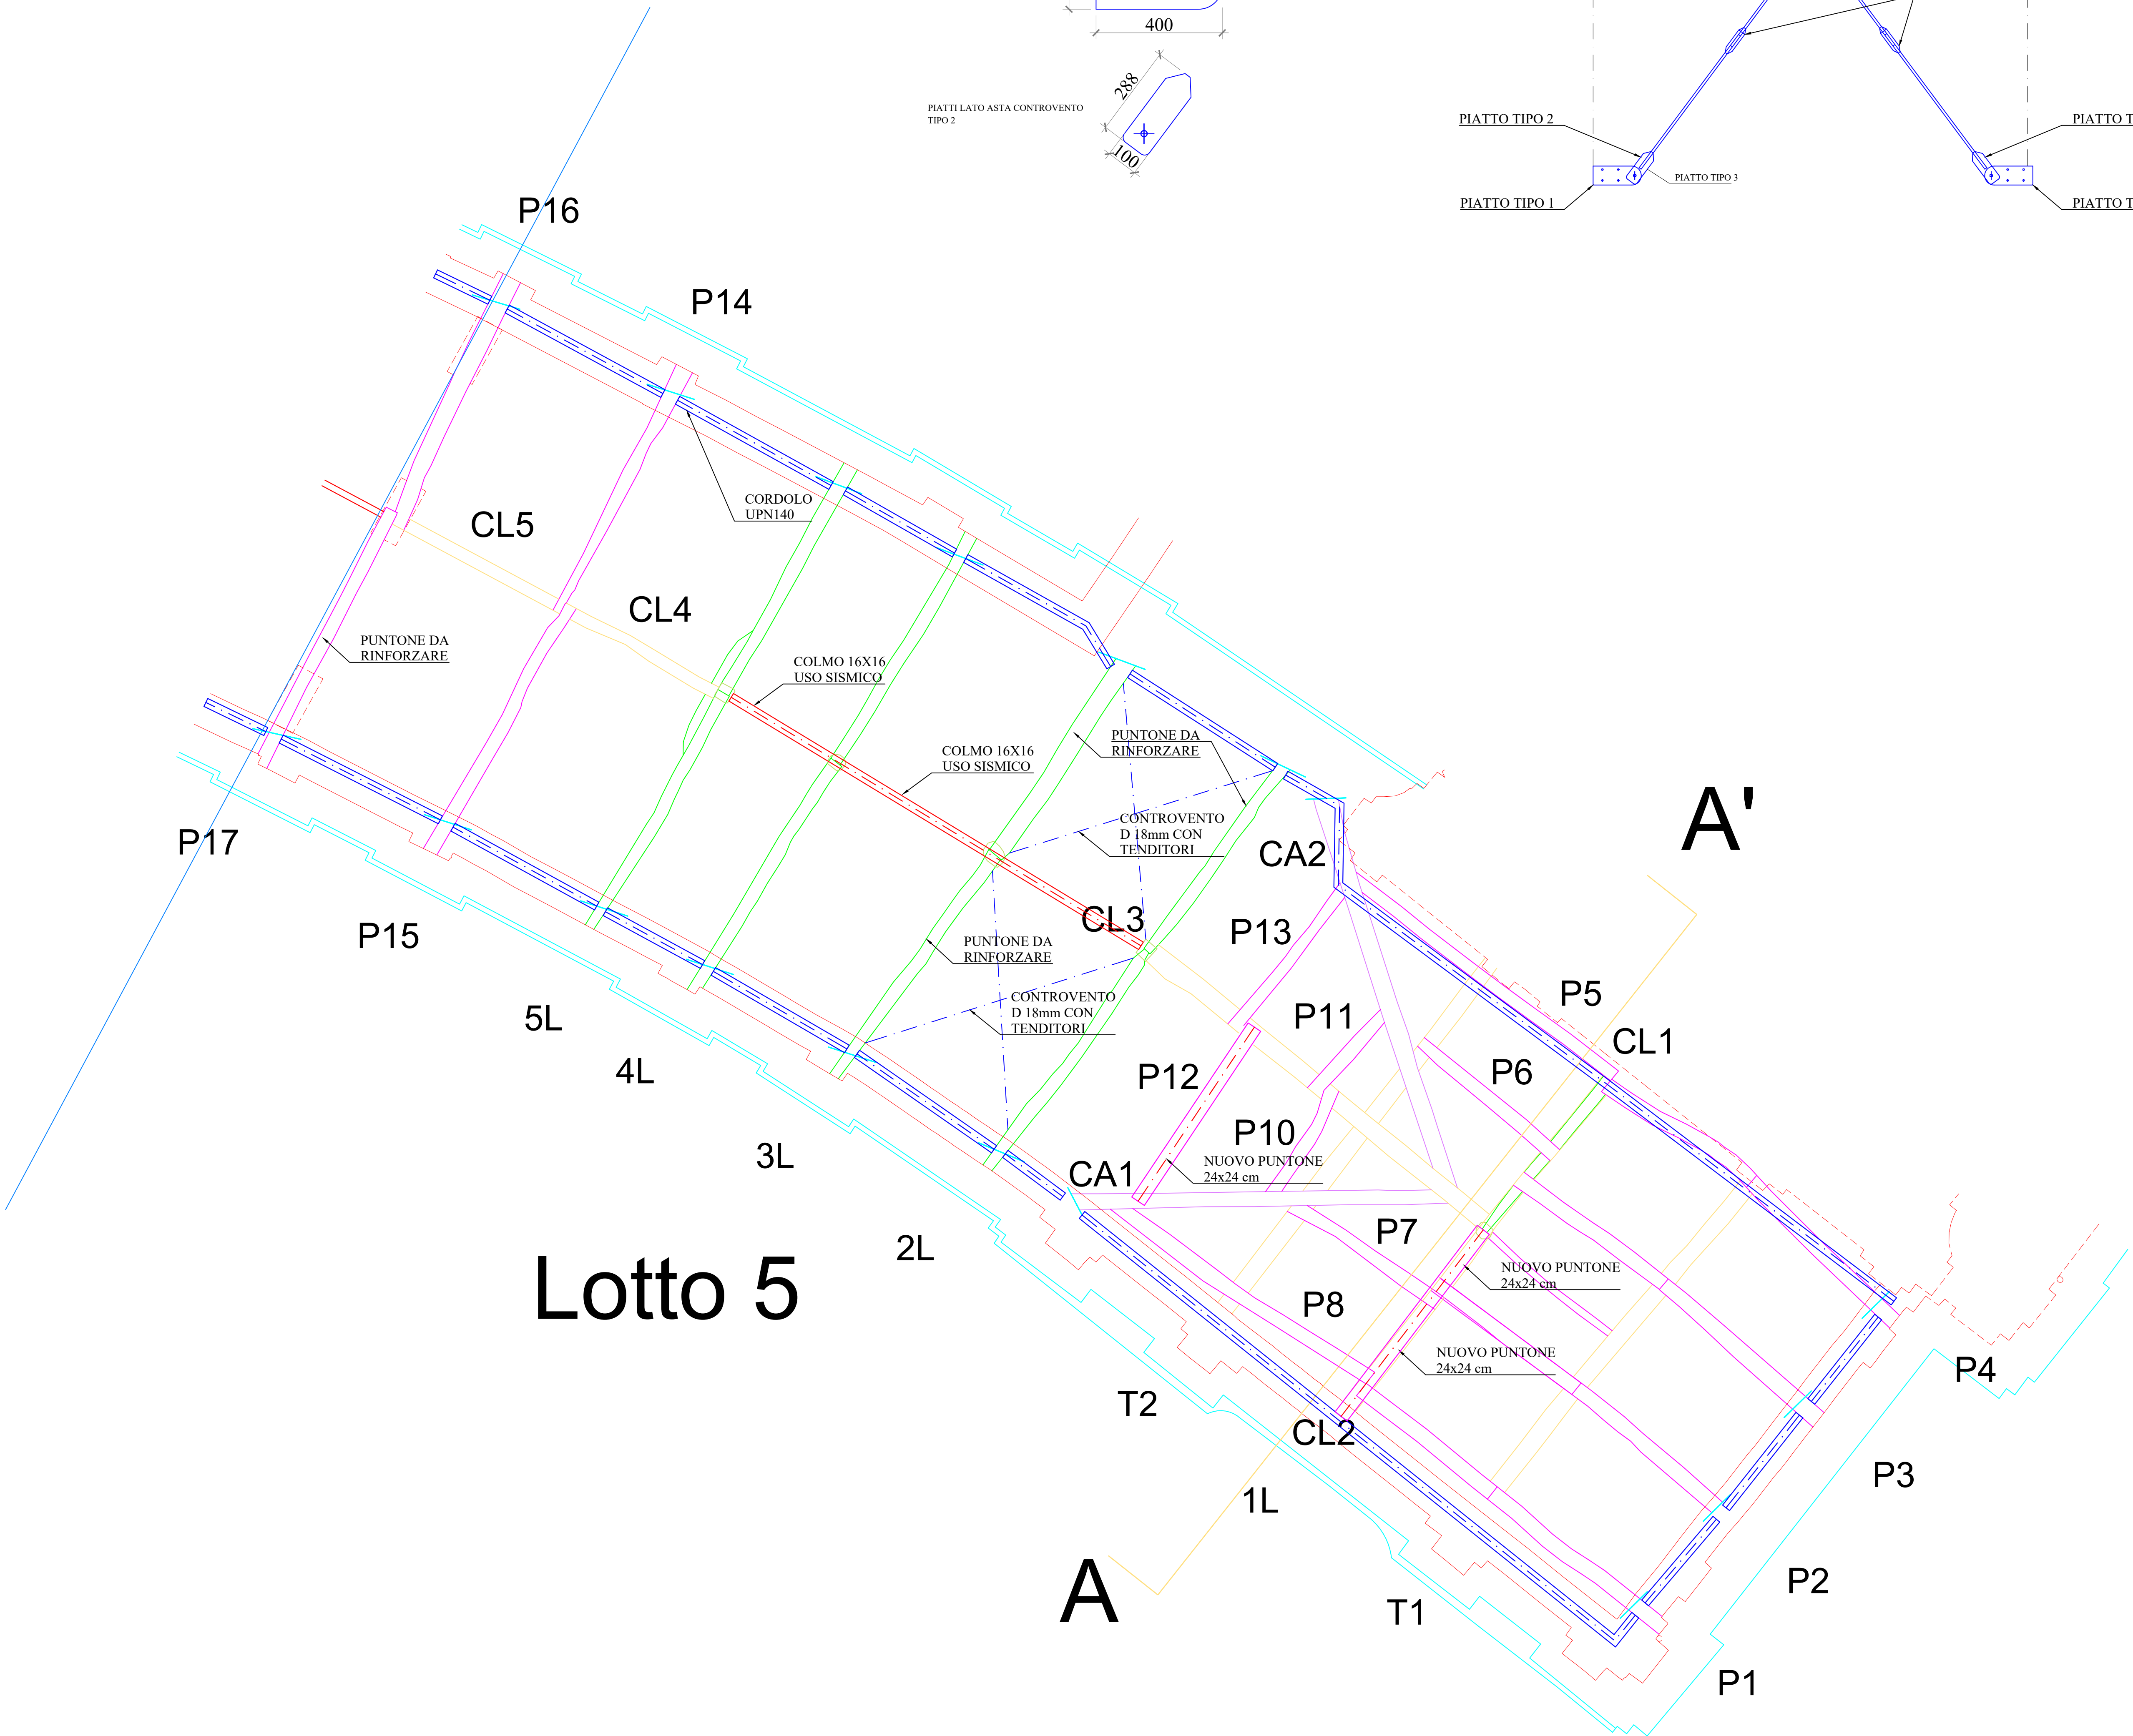 400
288
100
PIATTI LATO ASTA CONTROVENTO
TIPO 2
PIATTO TIPO 2
PIATTO TIPO 3
PIATTO TIPO 1
PIATTO T
PIATTO T
P16
P14
CL5
CORDOLO
UPN140
CL4
PUNTONE DA
RINFORZARE
COLMO 16X16
USO SISMICO
COLMO 16X16
USO SISMICO
PUNTONE DA
RINFORZARE
CONTROVENTO
D 18mm CON
TENDITORI
CA2
A'
P17
P15
CL3
P13
PUNTONE DA
RINFORZARE
CONTROVENTO
D 18mm CON
TENDITORI
P11
P5
CL1
5L
4L
P12
P6
3L
P10
CA1
NUOVO PUNTONE
24x24 cm
2L
P7
Lotto 5
NUOVO PUNTONE
24x24 cm
P8
NUOVO PUNTONE
24x24 cm
P4
T2
CL2
P3
1L
A
P2
T1
P1